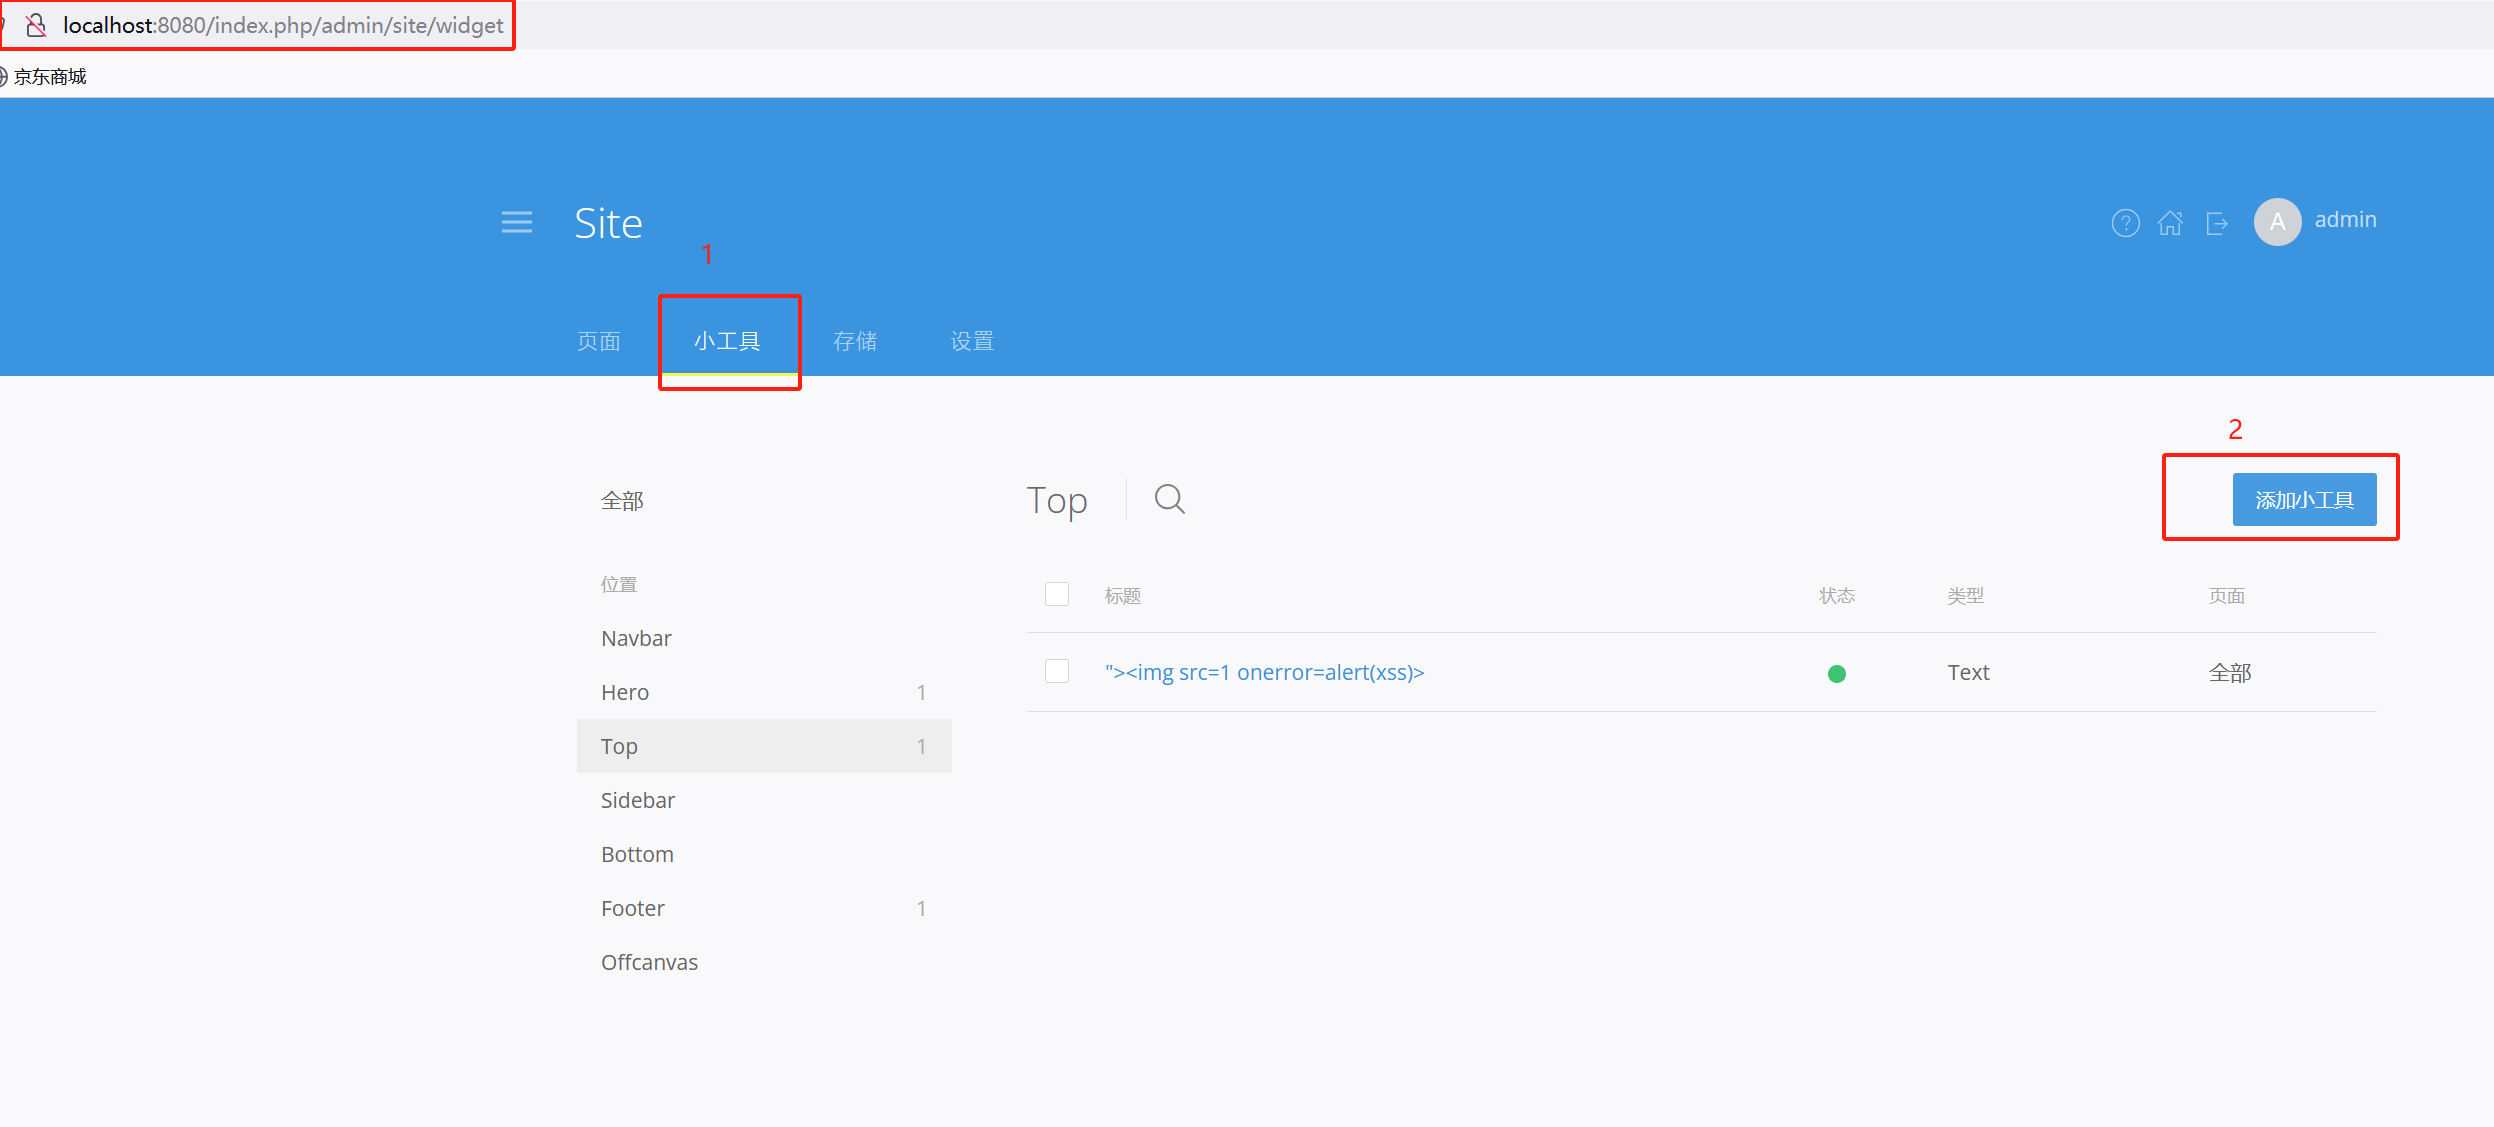 localhost:8080/index.php/admin/site/widget
京东商城
Site
A
admin
1
页面 小工具 存储 设置
2
全部
位置
Navbar
Hero 1
Top 1
Sidebar
Bottom
Footer 1
Offcanvas
Top
添加小工具
标题 状态 类型 页面
"><img src=1 onerror=alert(xss)> Text 全部